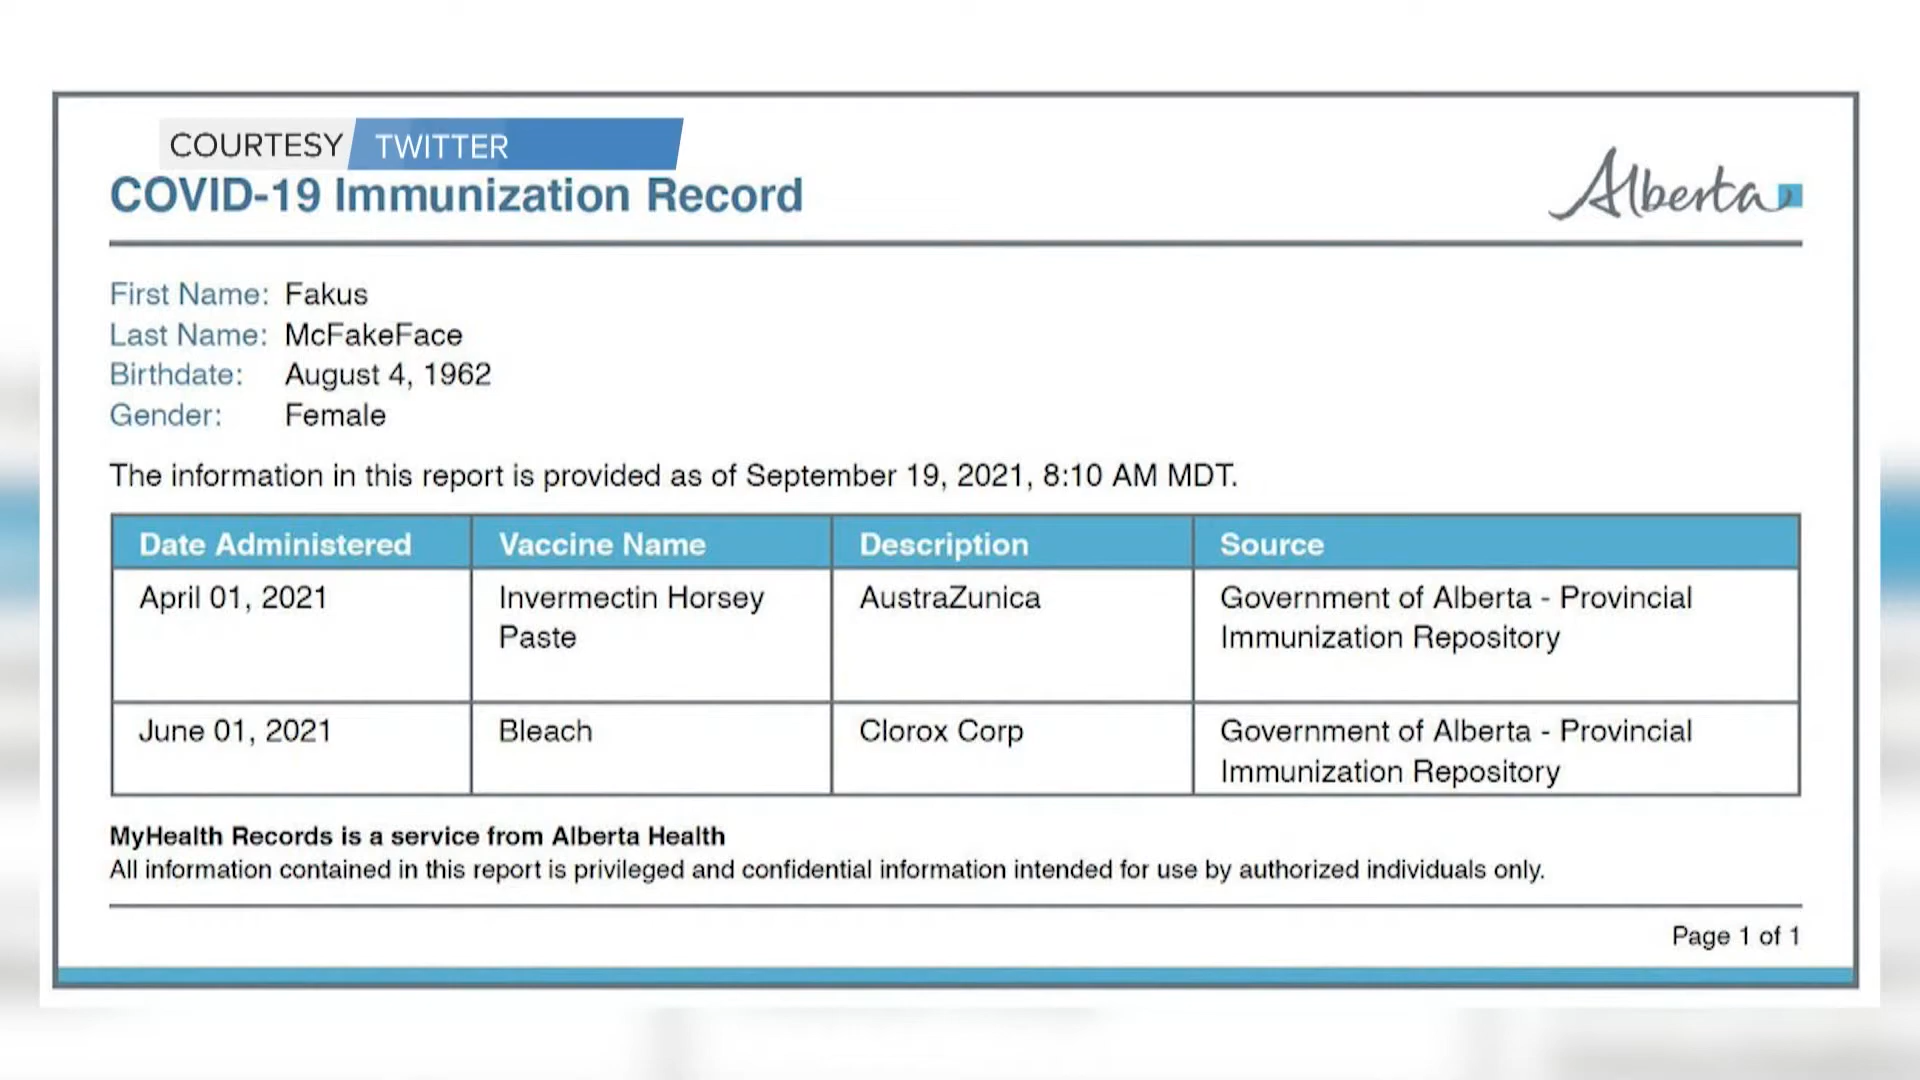 COURTESY TWITTER
COVID-19 Immunization Record
Alberta
First Name: Fakus
Last Name: McFakeFace
Birthdate: August 4, 1962
Gender: Female
The information in this report is provided as of September 19, 2021, 8:10 AM MDT.
Date Administered Vaccine Name Description Source
April 01, 2021 Invermectin Horsey AustraZunica Government of Alberta - Provincial
Paste Immunization Repository
June 01, 2021 Bleach Clorox Corp Government of Alberta - Provincial
Immunization Repository
MyHealth Records is a service from Alberta Health
All information contained in this report is privileged and confidential information intended for use by authorized individuals only.
Page 1 of 1